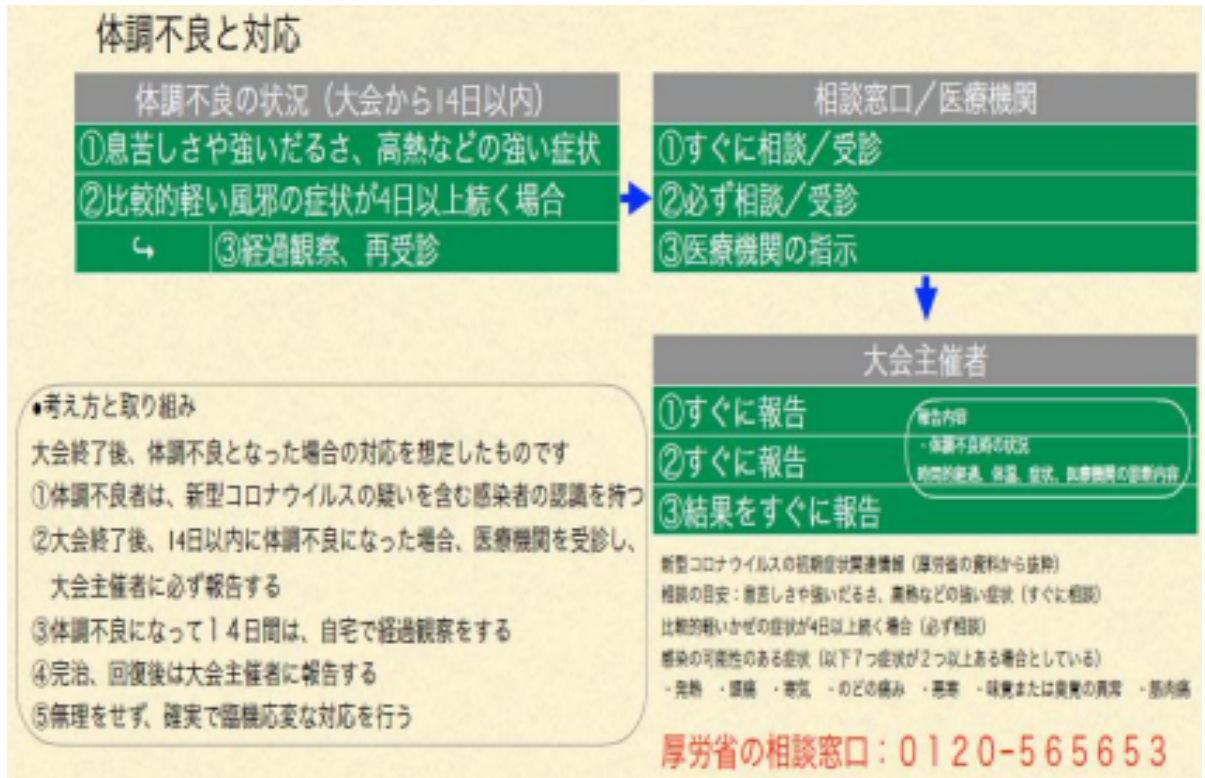 体調不良と対応
体調不良の状況（大会から14日以内）
①息苦しさや強いだるさ、高熱などの強い症状
②比較的軽い風邪の症状が4日以上続く場合
↪ ③経過観察、再受診
相談窓口／医療機関
①すぐに相談／受診
②必ず相談／受診
③医療機関の指示
大会主催者
①すぐに報告
②すぐに報告
③結果をすぐに報告
報告内容
・体調不良時の状況
時間的経過、体温、症状、医療機関の診断内容
•考え方と取り組み
大会終了後、体調不良となった場合の対応を想定したものです
①体調不良者は、新型コロナウイルスの疑いを含む感染者の認識を持つ
②大会終了後、14日以内に体調不良になった場合、医療機関を受診し、
大会主催者に必ず報告する
③体調不良になって１４日間は、自宅で経過観察をする
④完治、回復後は大会主催者に報告する
⑤無理をせず、確実で臨機応変な対応を行う
新型コロナウイルスの初期症状関連情報（厚労省の資料から抜粋）
相談の目安：息苦しさや強いだるさ、高熱などの強い症状（すぐに相談）
比較的軽いかぜの症状が4日以上続く場合（必ず相談）
感染の可能性のある症状（以下７つ症状が２つ以上ある場合としている）
・発熱 ・頭痛 ・寒気 ・のどの痛み ・悪寒 ・味覚または臭覚の異常 ・筋肉痛
厚労省の相談窓口：０１２０−５６５６５３